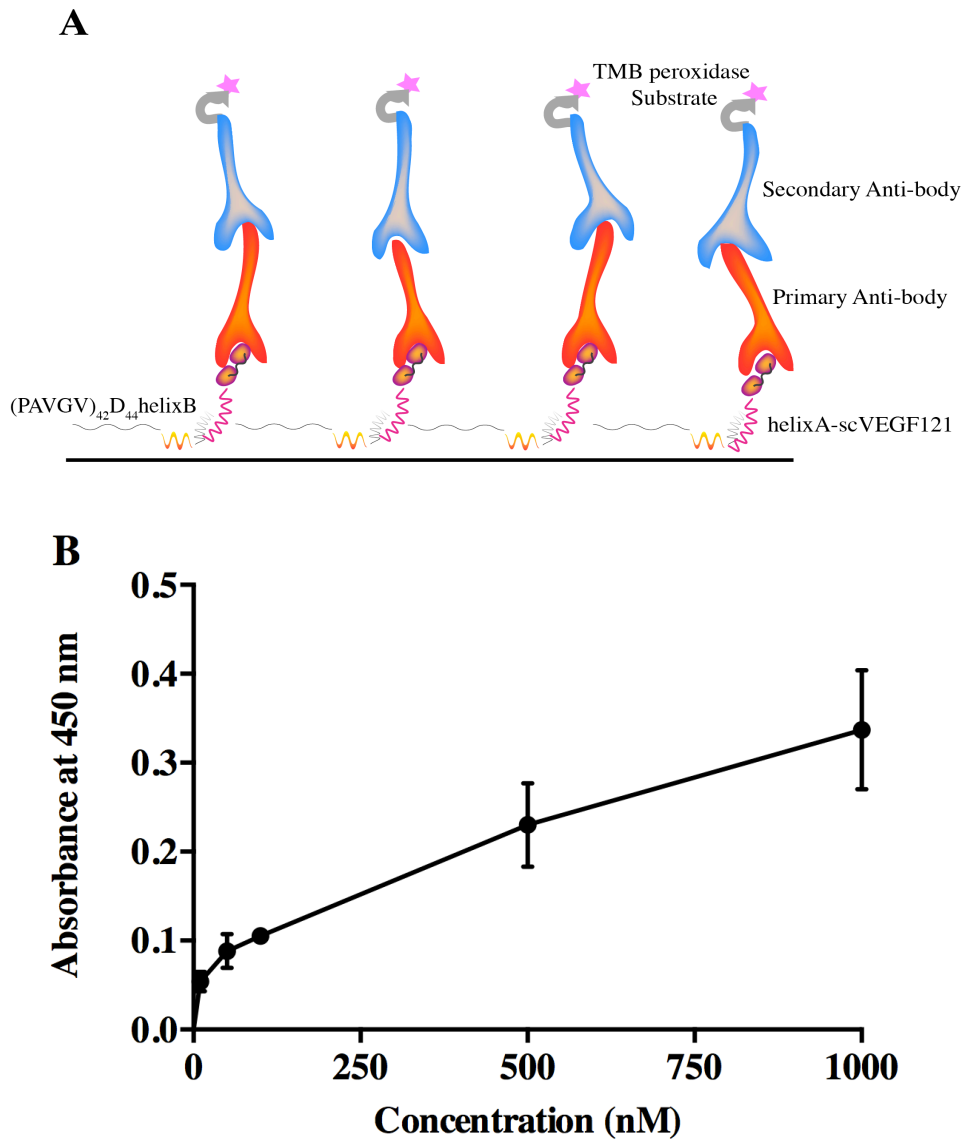 A
TMB peroxidase
Substrate
Secondary Anti-body
Primary Anti-body
(PAVGV)₄₂D₄₄helixB
helixA-scVEGF121
B
0.5
0.4
0.3
0.2
0.1
0.0
Absorbance at 450 nm
0 250 500 750 1000
Concentration (nM)